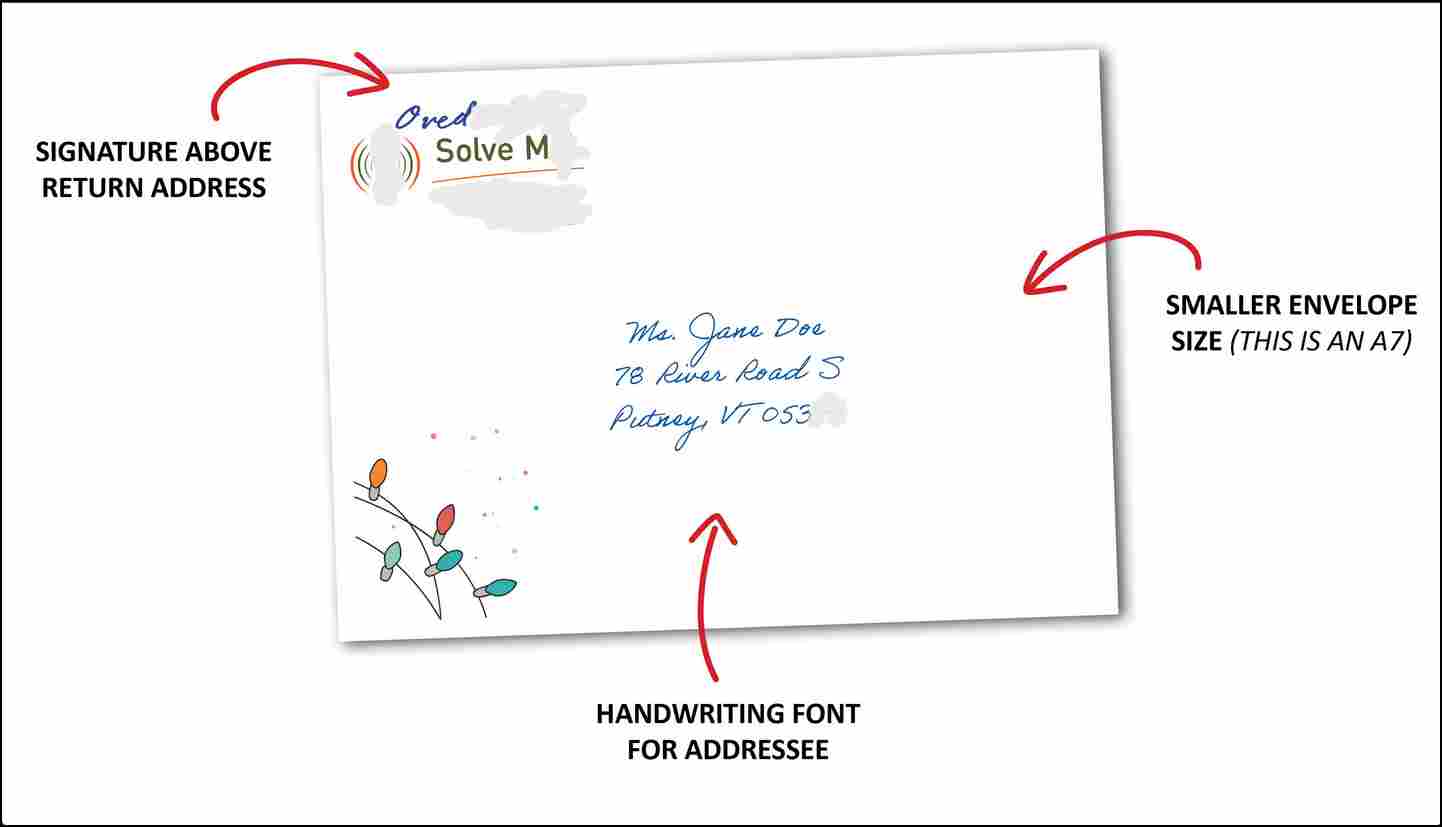 SIGNATURE ABOVE
RETURN ADDRESS
Oved
Solve M
Ms. Jane Doe
78 River Road S
Putney, VT 053
SMALLER ENVELOPE
SIZE (THIS IS AN A7)
HANDWRITING FONT
FOR ADDRESSEE